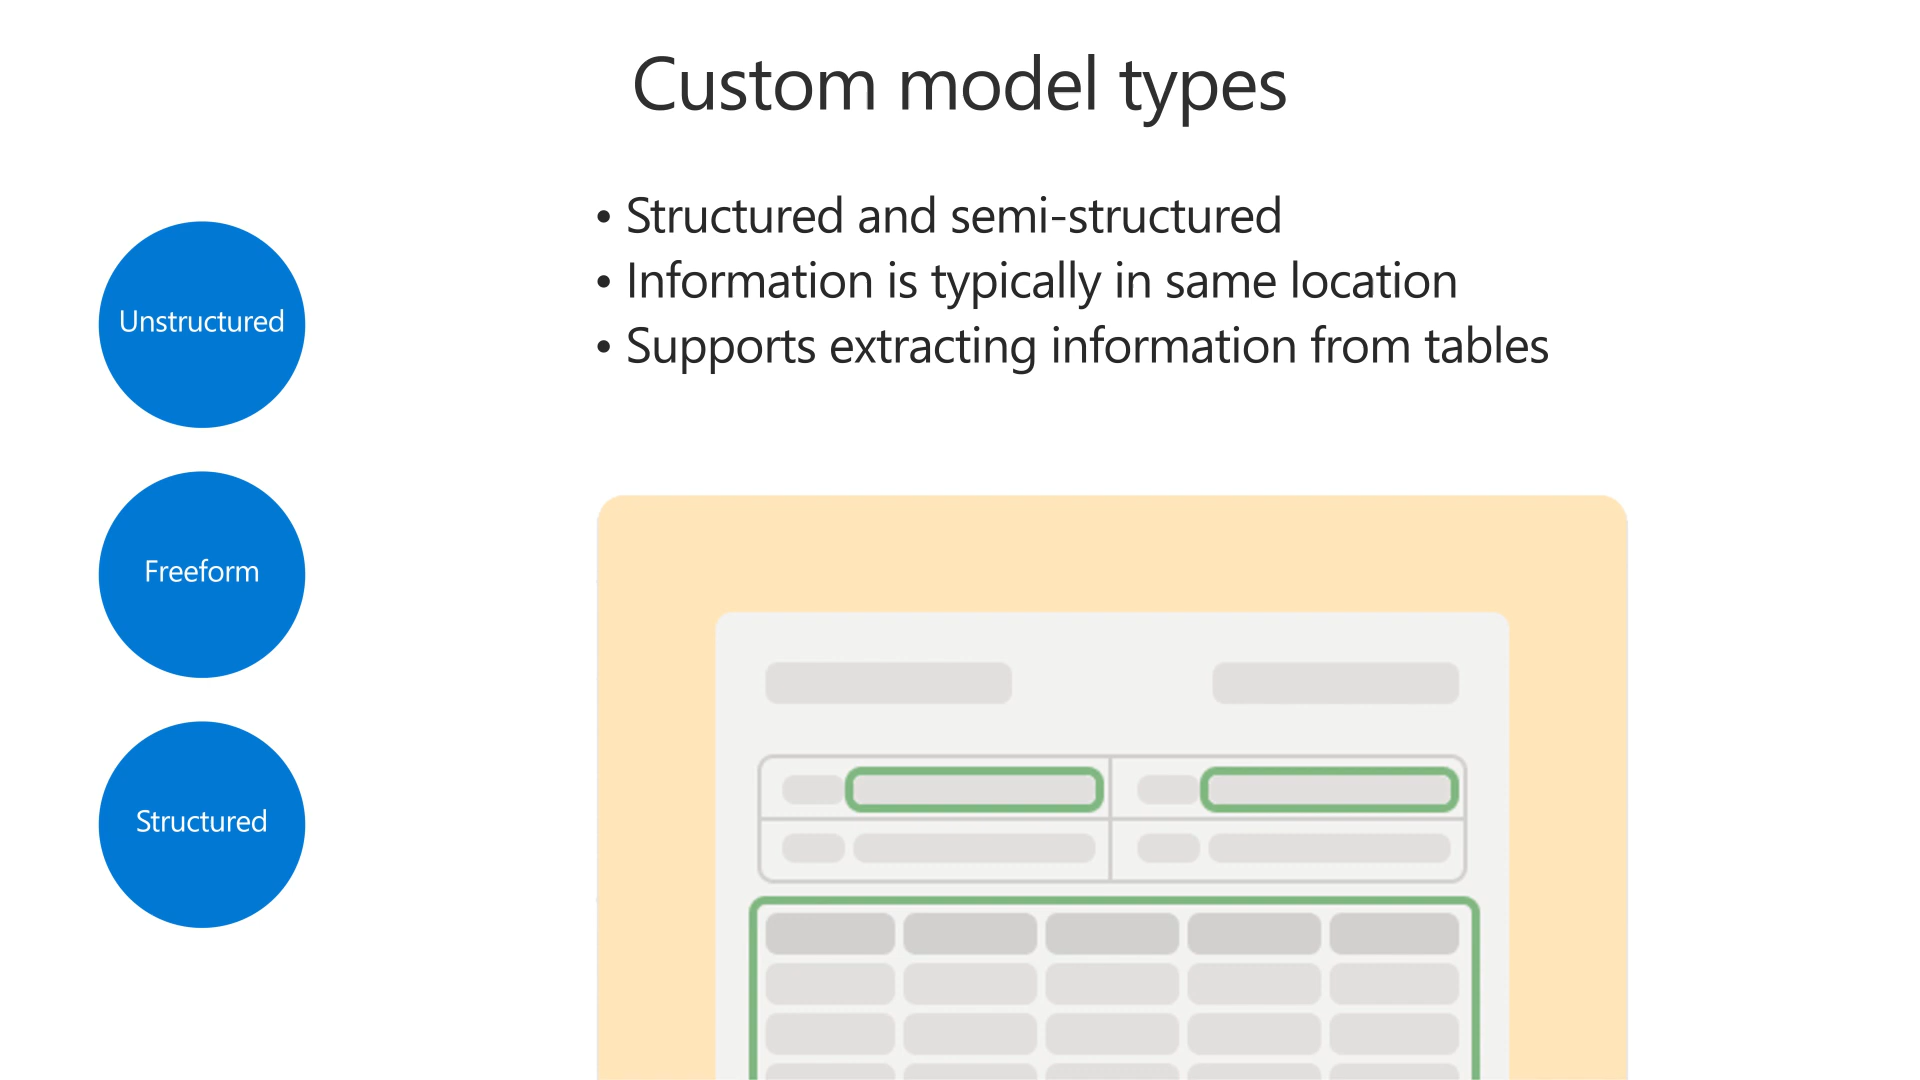 Custom model types
• Structured and semi-structured
• Information is typically in same location
• Supports extracting information from tables
Unstructured
Freeform
Structured